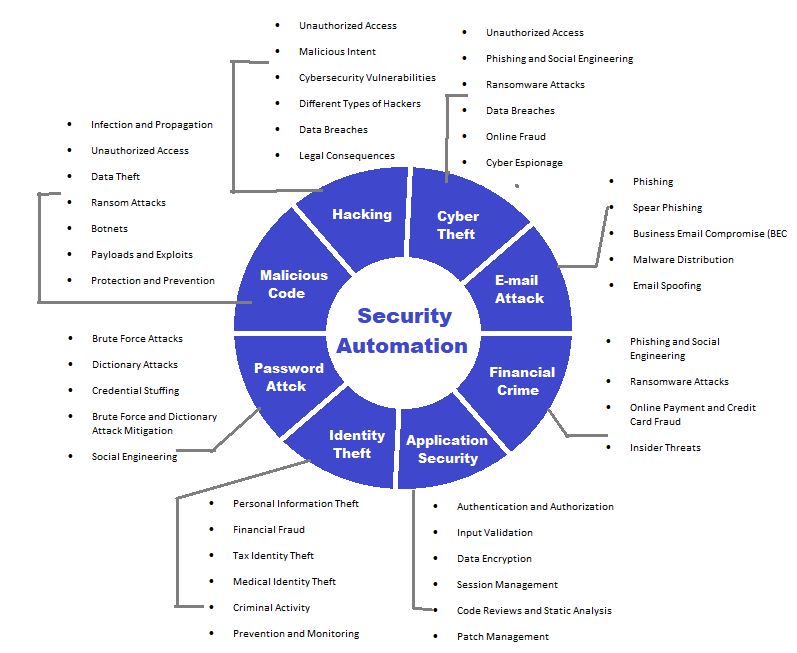 Unauthorized Access
Malicious Intent
Cybersecurity Vulnerabilities
Different Types of Hackers
Data Breaches
Legal Consequences
Unauthorized Access
Phishing and Social Engineering
Ransomware Attacks
Data Breaches
Online Fraud
Cyber Espionage
Infection and Propagation
Unauthorized Access
Data Theft
Ransom Attacks
Botnets
Payloads and Exploits
Protection and Prevention
Phishing
Spear Phishing
Business Email Compromise (BEC
Malware Distribution
Email Spoofing
Hacking
Cyber
Theft
Malicious
Code
E-mail
Attack
Security
Automation
Password
Attck
Financial
Crime
Identity
Theft
Application
Security
Brute Force Attacks
Dictionary Attacks
Credential Stuffing
Brute Force and Dictionary
Attack Mitigation
Social Engineering
Phishing and Social
Engineering
Ransomware Attacks
Online Payment and Credit
Card Fraud
Insider Threats
Personal Information Theft
Financial Fraud
Tax Identity Theft
Medical Identity Theft
Criminal Activity
Prevention and Monitoring
Authentication and Authorization
Input Validation
Data Encryption
Session Management
Code Reviews and Static Analysis
Patch Management